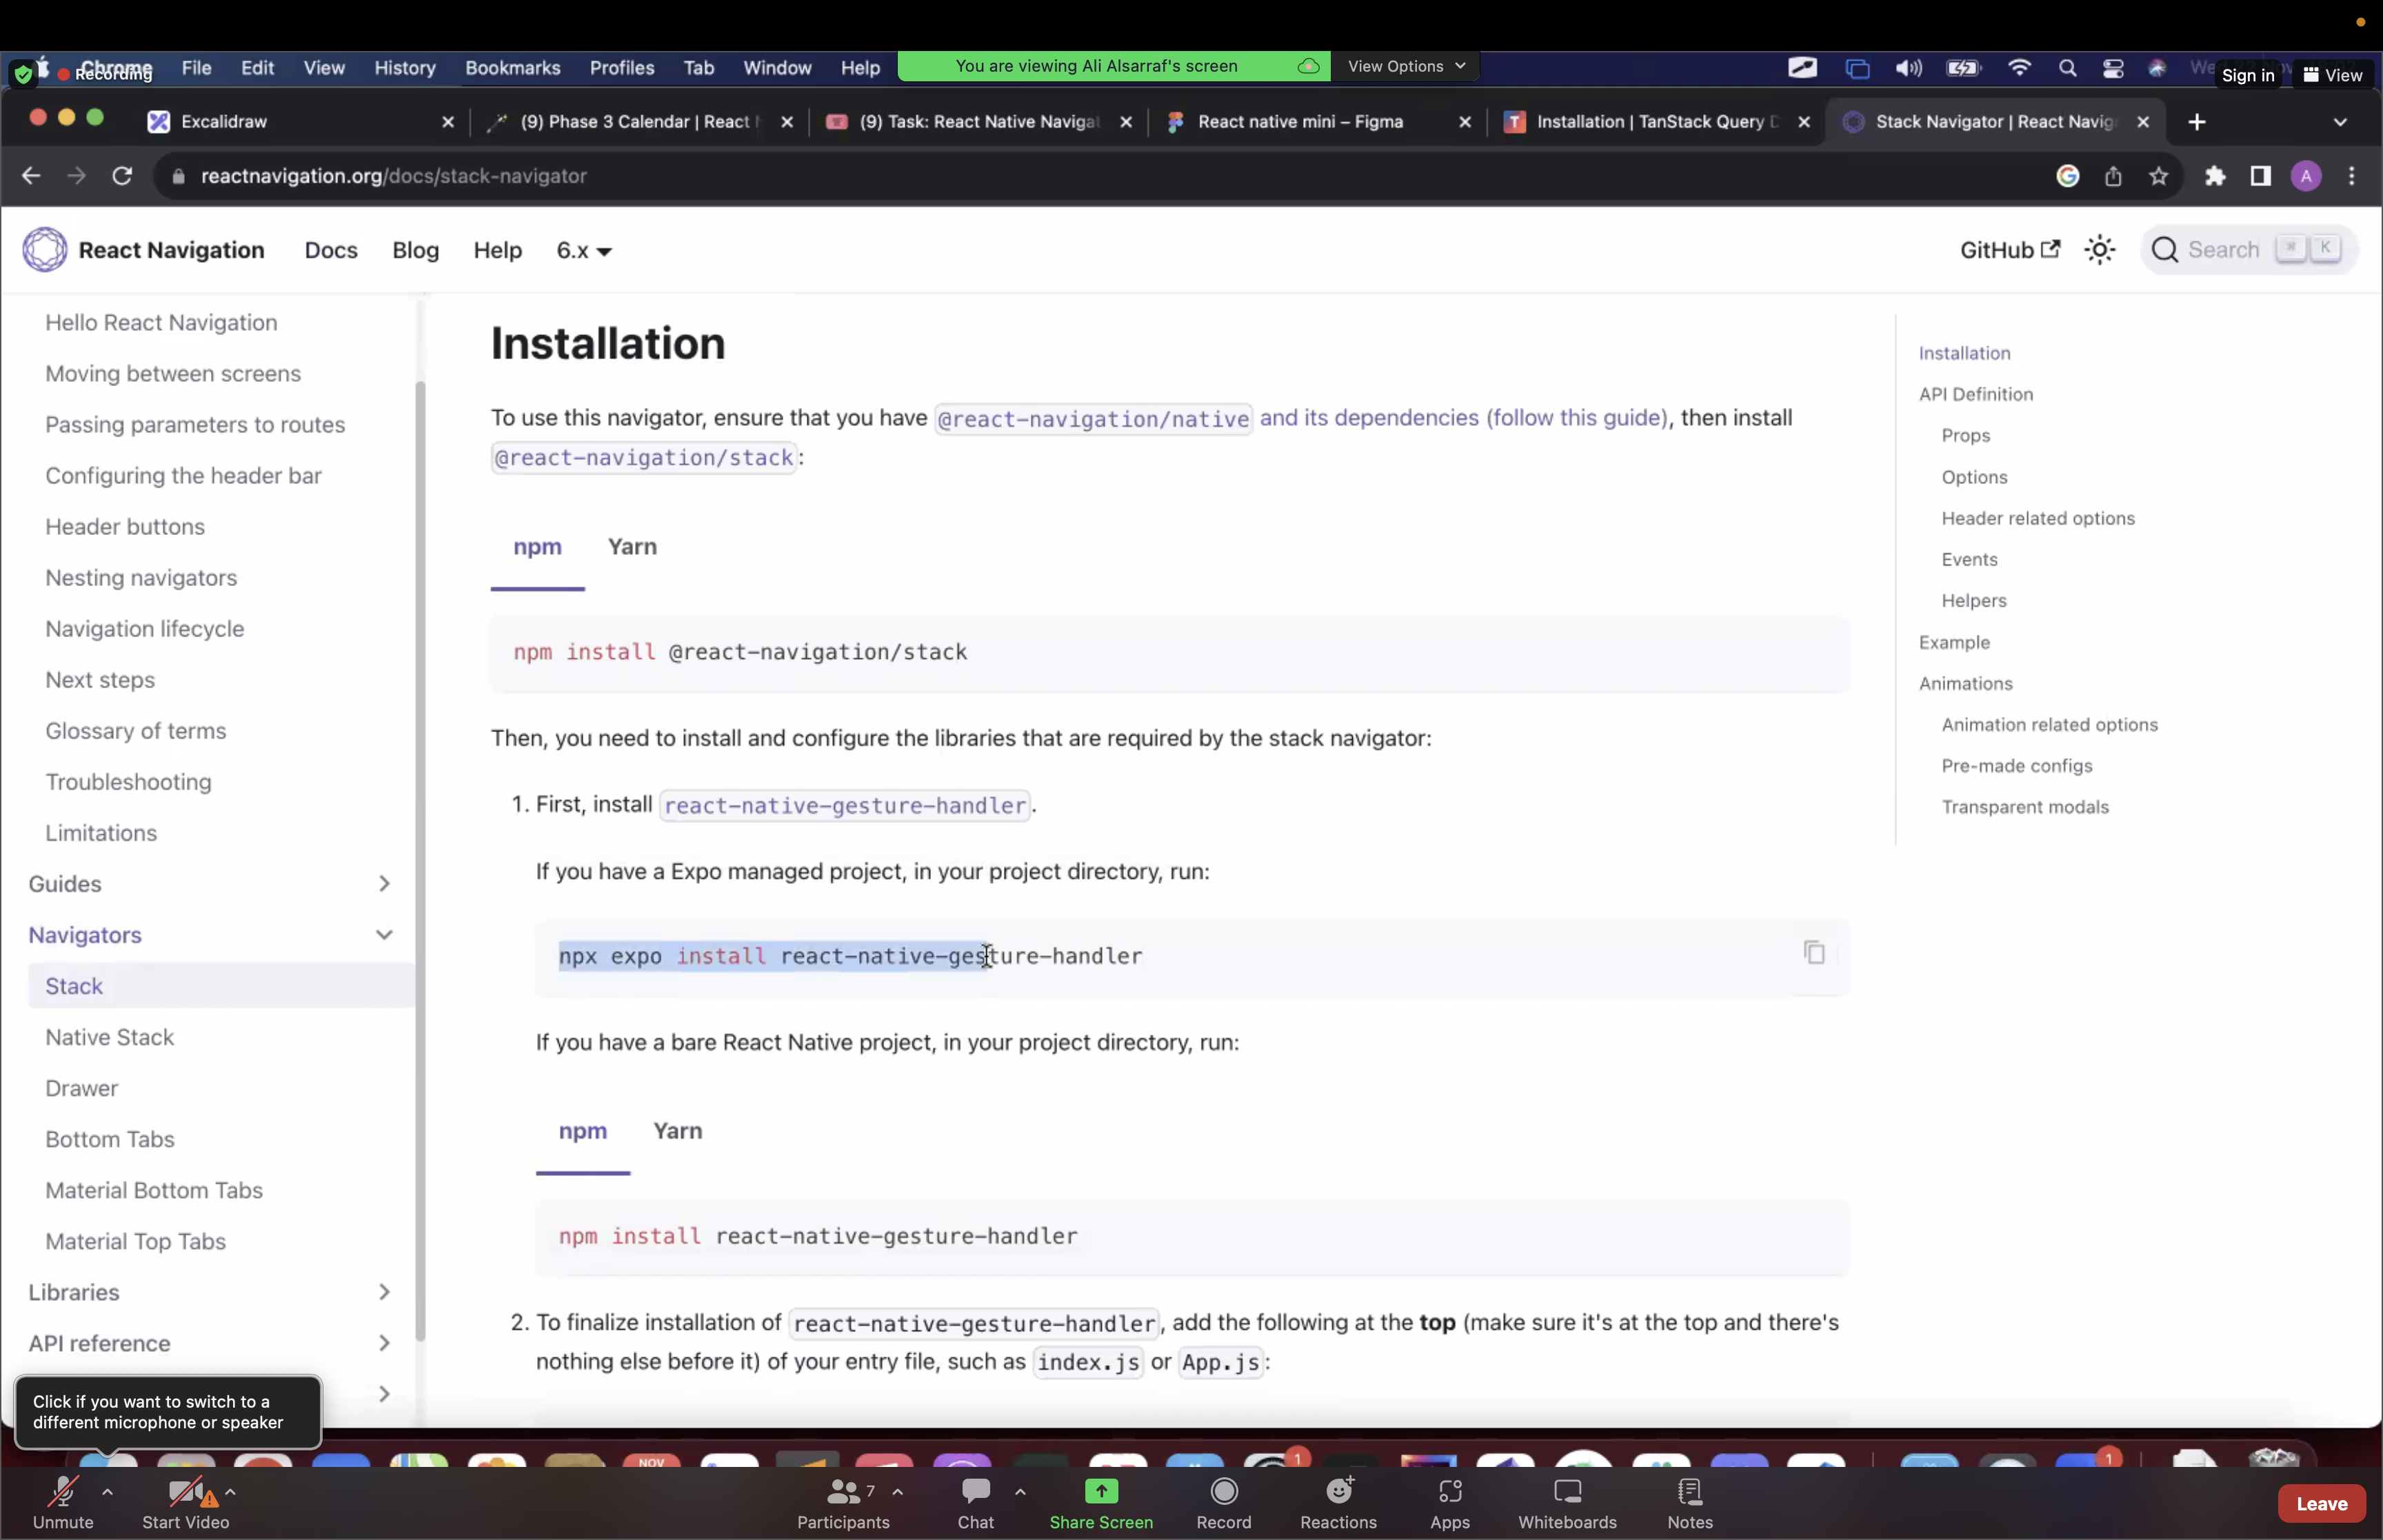 Chrome File Edit View History Bookmarks Profiles Tab Window Help
Recording
You are viewing Ali Alsarraf's screen
View Options
Sign in
View
Excalidraw
(9) Phase 3 Calendar | React
(9) Task: React Native Naviga
React native mini – Figma
Installation | TanStack Query D
Stack Navigator | React Navig
reactnavigation.org/docs/stack-navigator
A
React Navigation
Docs
Blog
Help
6.x
GitHub
Search
⌘ K
Hello React Navigation
Moving between screens
Passing parameters to routes
Configuring the header bar
Header buttons
Nesting navigators
Navigation lifecycle
Next steps
Glossary of terms
Troubleshooting
Limitations
Guides
Navigators
Stack
Native Stack
Drawer
Bottom Tabs
Material Bottom Tabs
Material Top Tabs
Libraries
API reference
Installation
To use this navigator, ensure that you have @react-navigation/native and its dependencies (follow this guide), then install
@react-navigation/stack:
npm Yarn
npm install @react-navigation/stack
Then, you need to install and configure the libraries that are required by the stack navigator:
1. First, install react-native-gesture-handler.
If you have a Expo managed project, in your project directory, run:
npx expo install react-native-gesture-handler
If you have a bare React Native project, in your project directory, run:
npm Yarn
npm install react-native-gesture-handler
2. To finalize installation of react-native-gesture-handler, add the following at the top (make sure it's at the top and there's
nothing else before it) of your entry file, such as index.js or App.js:
Installation
API Definition
Props
Options
Header related options
Events
Helpers
Example
Animations
Animation related options
Pre-made configs
Transparent modals
Click if you want to switch to a
different microphone or speaker
NOV
1
1
Unmute
Start Video
7
Participants
Chat
Share Screen
Record
Reactions
Apps
Whiteboards
Notes
Leave